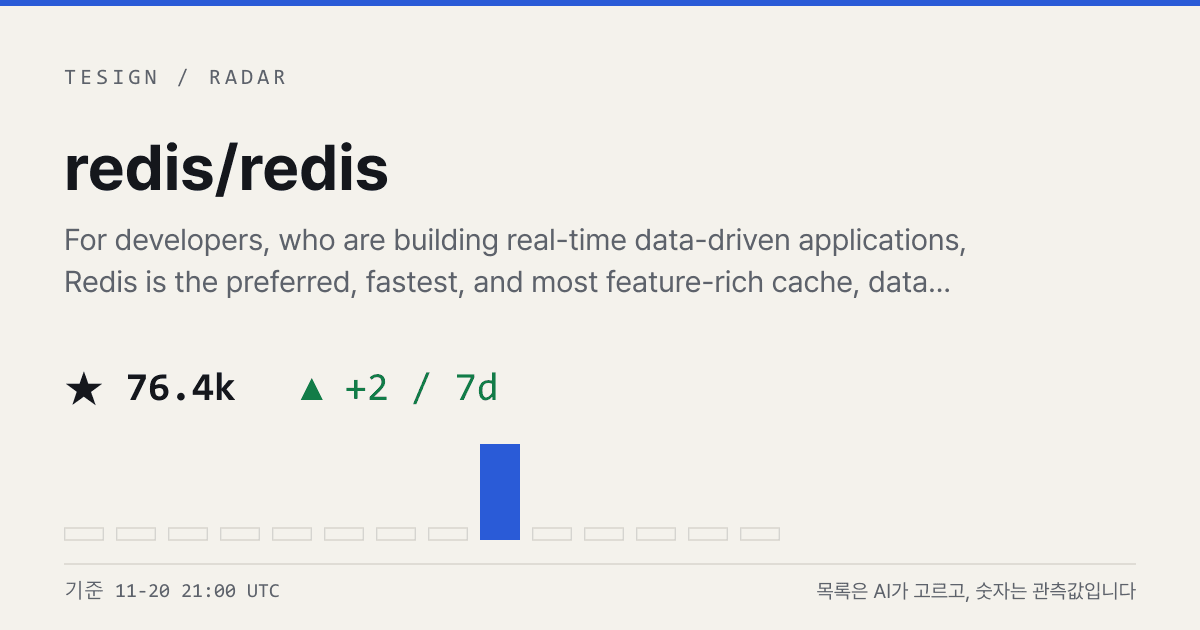 TESIGN / RADAR
redis/redis
For developers, who are building real-time data-driven applications,
Redis is the preferred, fastest, and most feature-rich cache, data...
★ 76.4k ▲ +2 / 7d
기준 11-20 21:00 UTC
목록은 AI가 고르고, 숫자는 관측값입니다